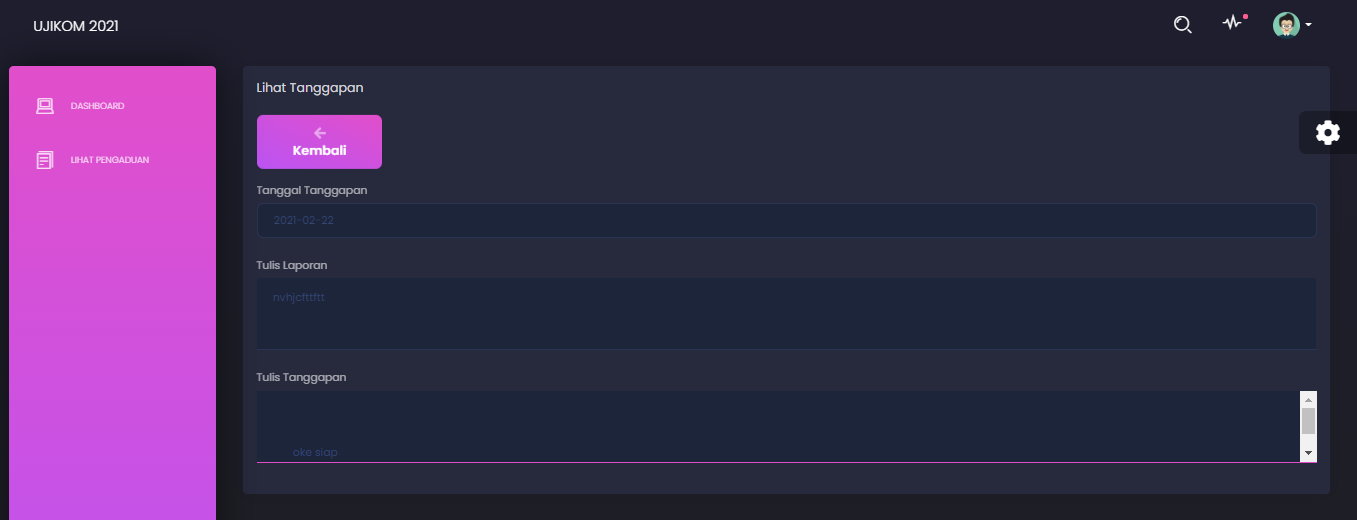 UJIKOM 2021
DASHBOARD
LIHAT PENGADUAN
Lihat Tanggapan
Kembali
Tanggal Tanggapan
2021-02-22
Tulis Laporan
nvhjcfttftt
Tulis Tanggapan
oke siap